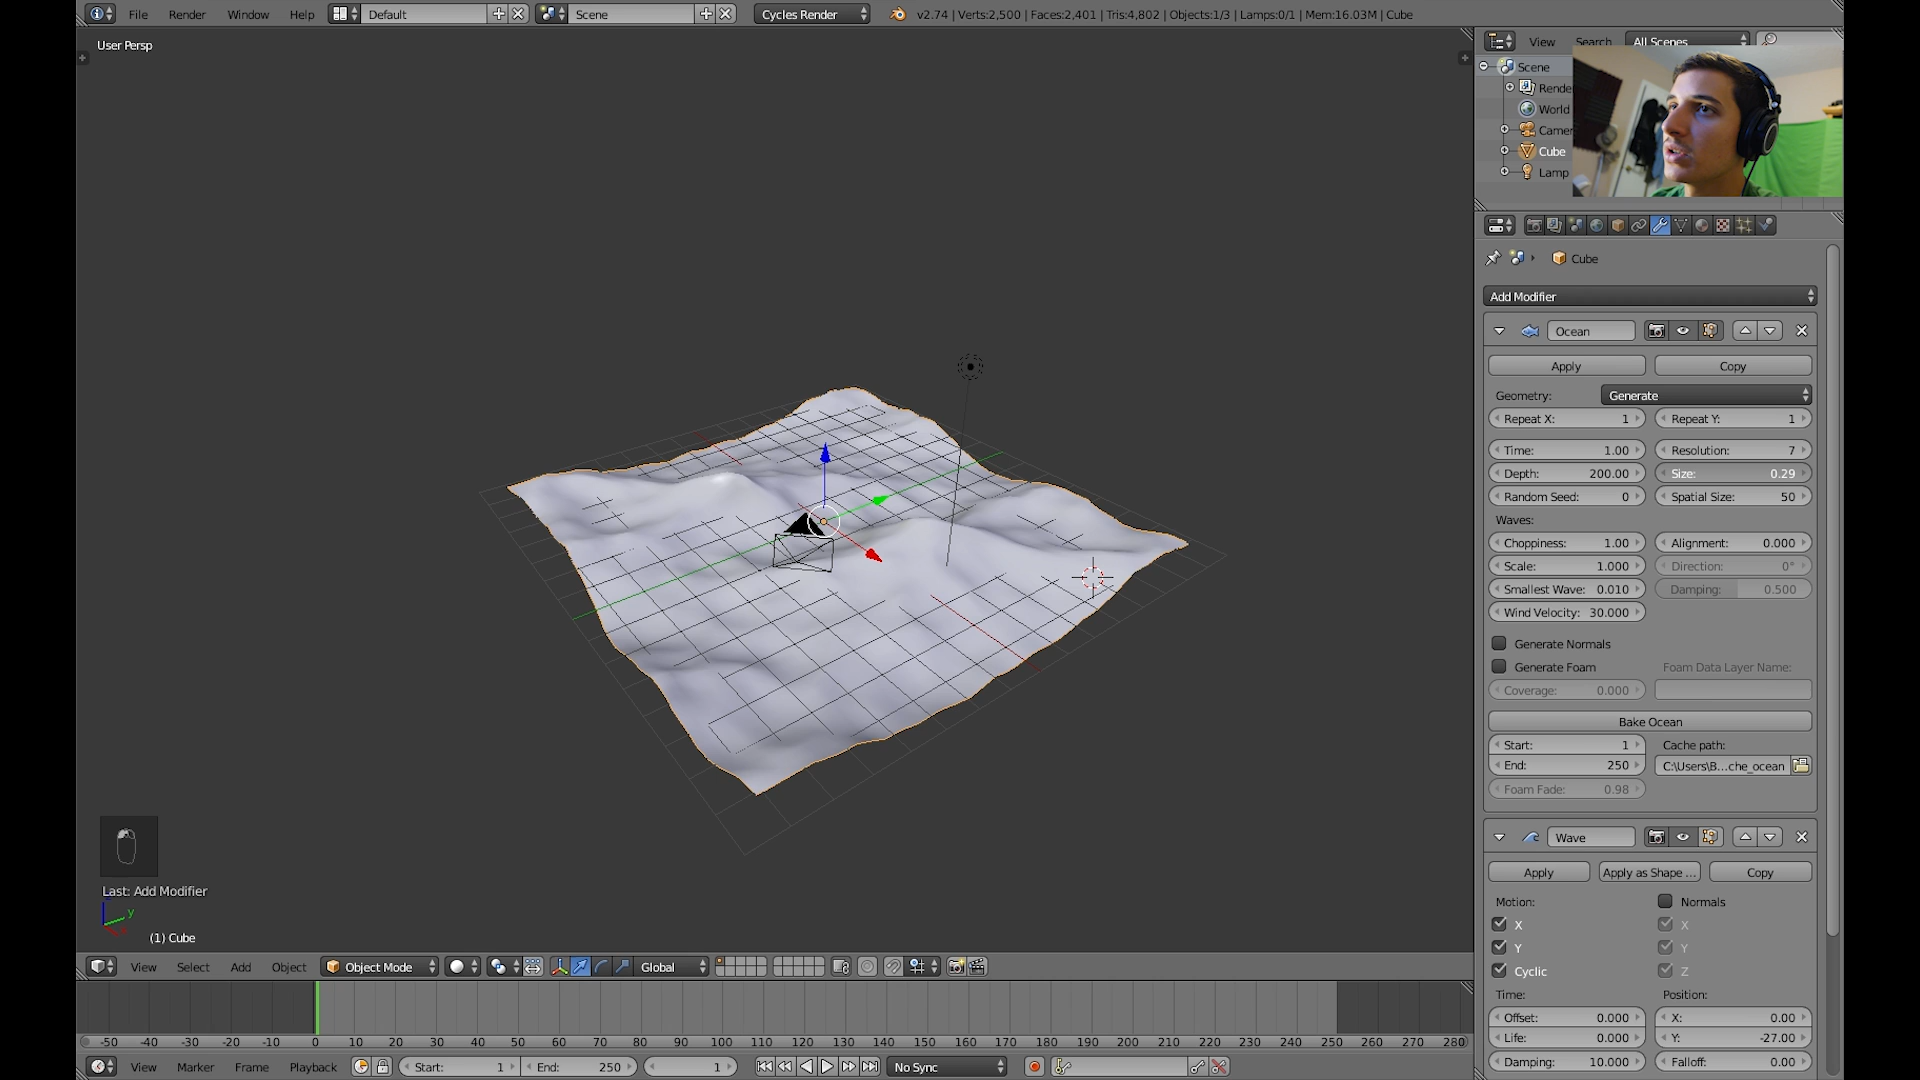 File Render Window Help Default Scene Cycles Render v2.74 | Verts:2,500 | Faces:2,401 | Tris:4,802 | Objects:1/3 | Lamps:0/1 | Mem:16.03M | Cube
User Persp
View Search All Scenes
Scene
Rende
World
Camer
Cube
Lamp
Cube
Add Modifier
Ocean
Apply Copy
Geometry: Generate
Repeat X: 1 Repeat Y: 1
Time: 1.00 Resolution: 7
Depth: 200.00 Size: 0.29
Random Seed: 0 Spatial Size: 50
Waves:
Choppiness: 1.00 Alignment: 0.000
Scale: 1.000 Direction: 0°
Smallest Wave: 0.010 Damping: 0.500
Wind Velocity: 30.000
Generate Normals
Generate Foam Foam Data Layer Name:
Coverage: 0.000
Bake Ocean
Start: 1 Cache path:
End: 250 C:\Users\B...che_ocean
Foam Fade: 0.98
Wave
Apply Apply as Shape ... Copy
Motion: Normals
X X
Y Y
Cyclic Z
Time: Position:
Offset: 0.000 X: 0.00
Life: 0.000 Y: -27.00
Damping: 10.000 Falloff: 0.00
Last: Add Modifier
y
(1) Cube
View Select Add Object Object Mode Global
-50 -40 -30 -20 -10 0 10 20 30 40 50 60 70 80 90 100 110 120 130 140 150 160 170 180 190 200 210 220 230 240 250 260 270 280
View Marker Frame Playback Start: 1 End: 250 1 No Sync